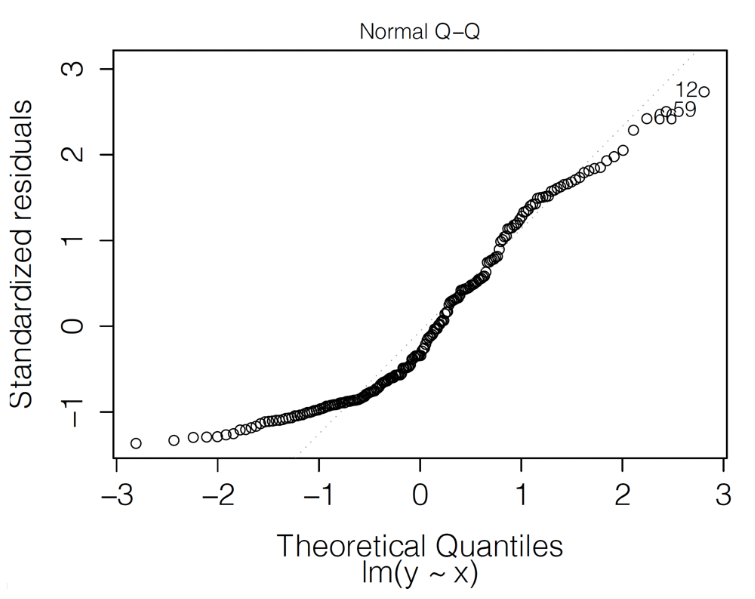 Normal Q−Q
Standardized residuals
3
2
1
0
−1
12
59
66
−3 −2 −1 0 1 2 3
Theoretical Quantiles
lm(y ~ x)